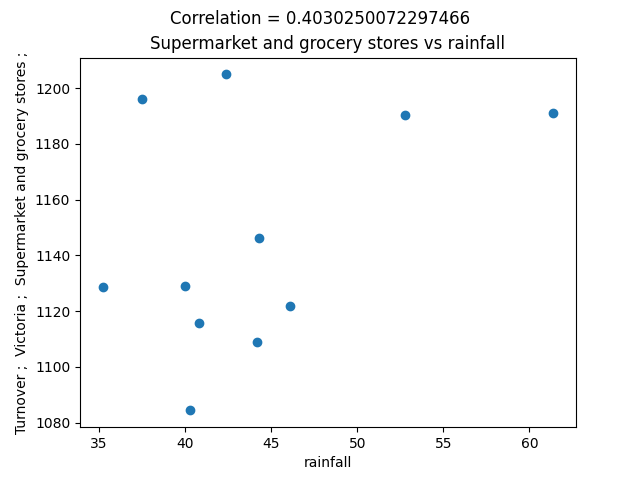 Correlation = 0.4030250072297466
Supermarket and grocery stores vs rainfall
Turnover ;  Victoria ;  Supermarket and grocery stores ;
1200
1180
1160
1140
1120
1100
1080
35 40 45 50 55 60
rainfall